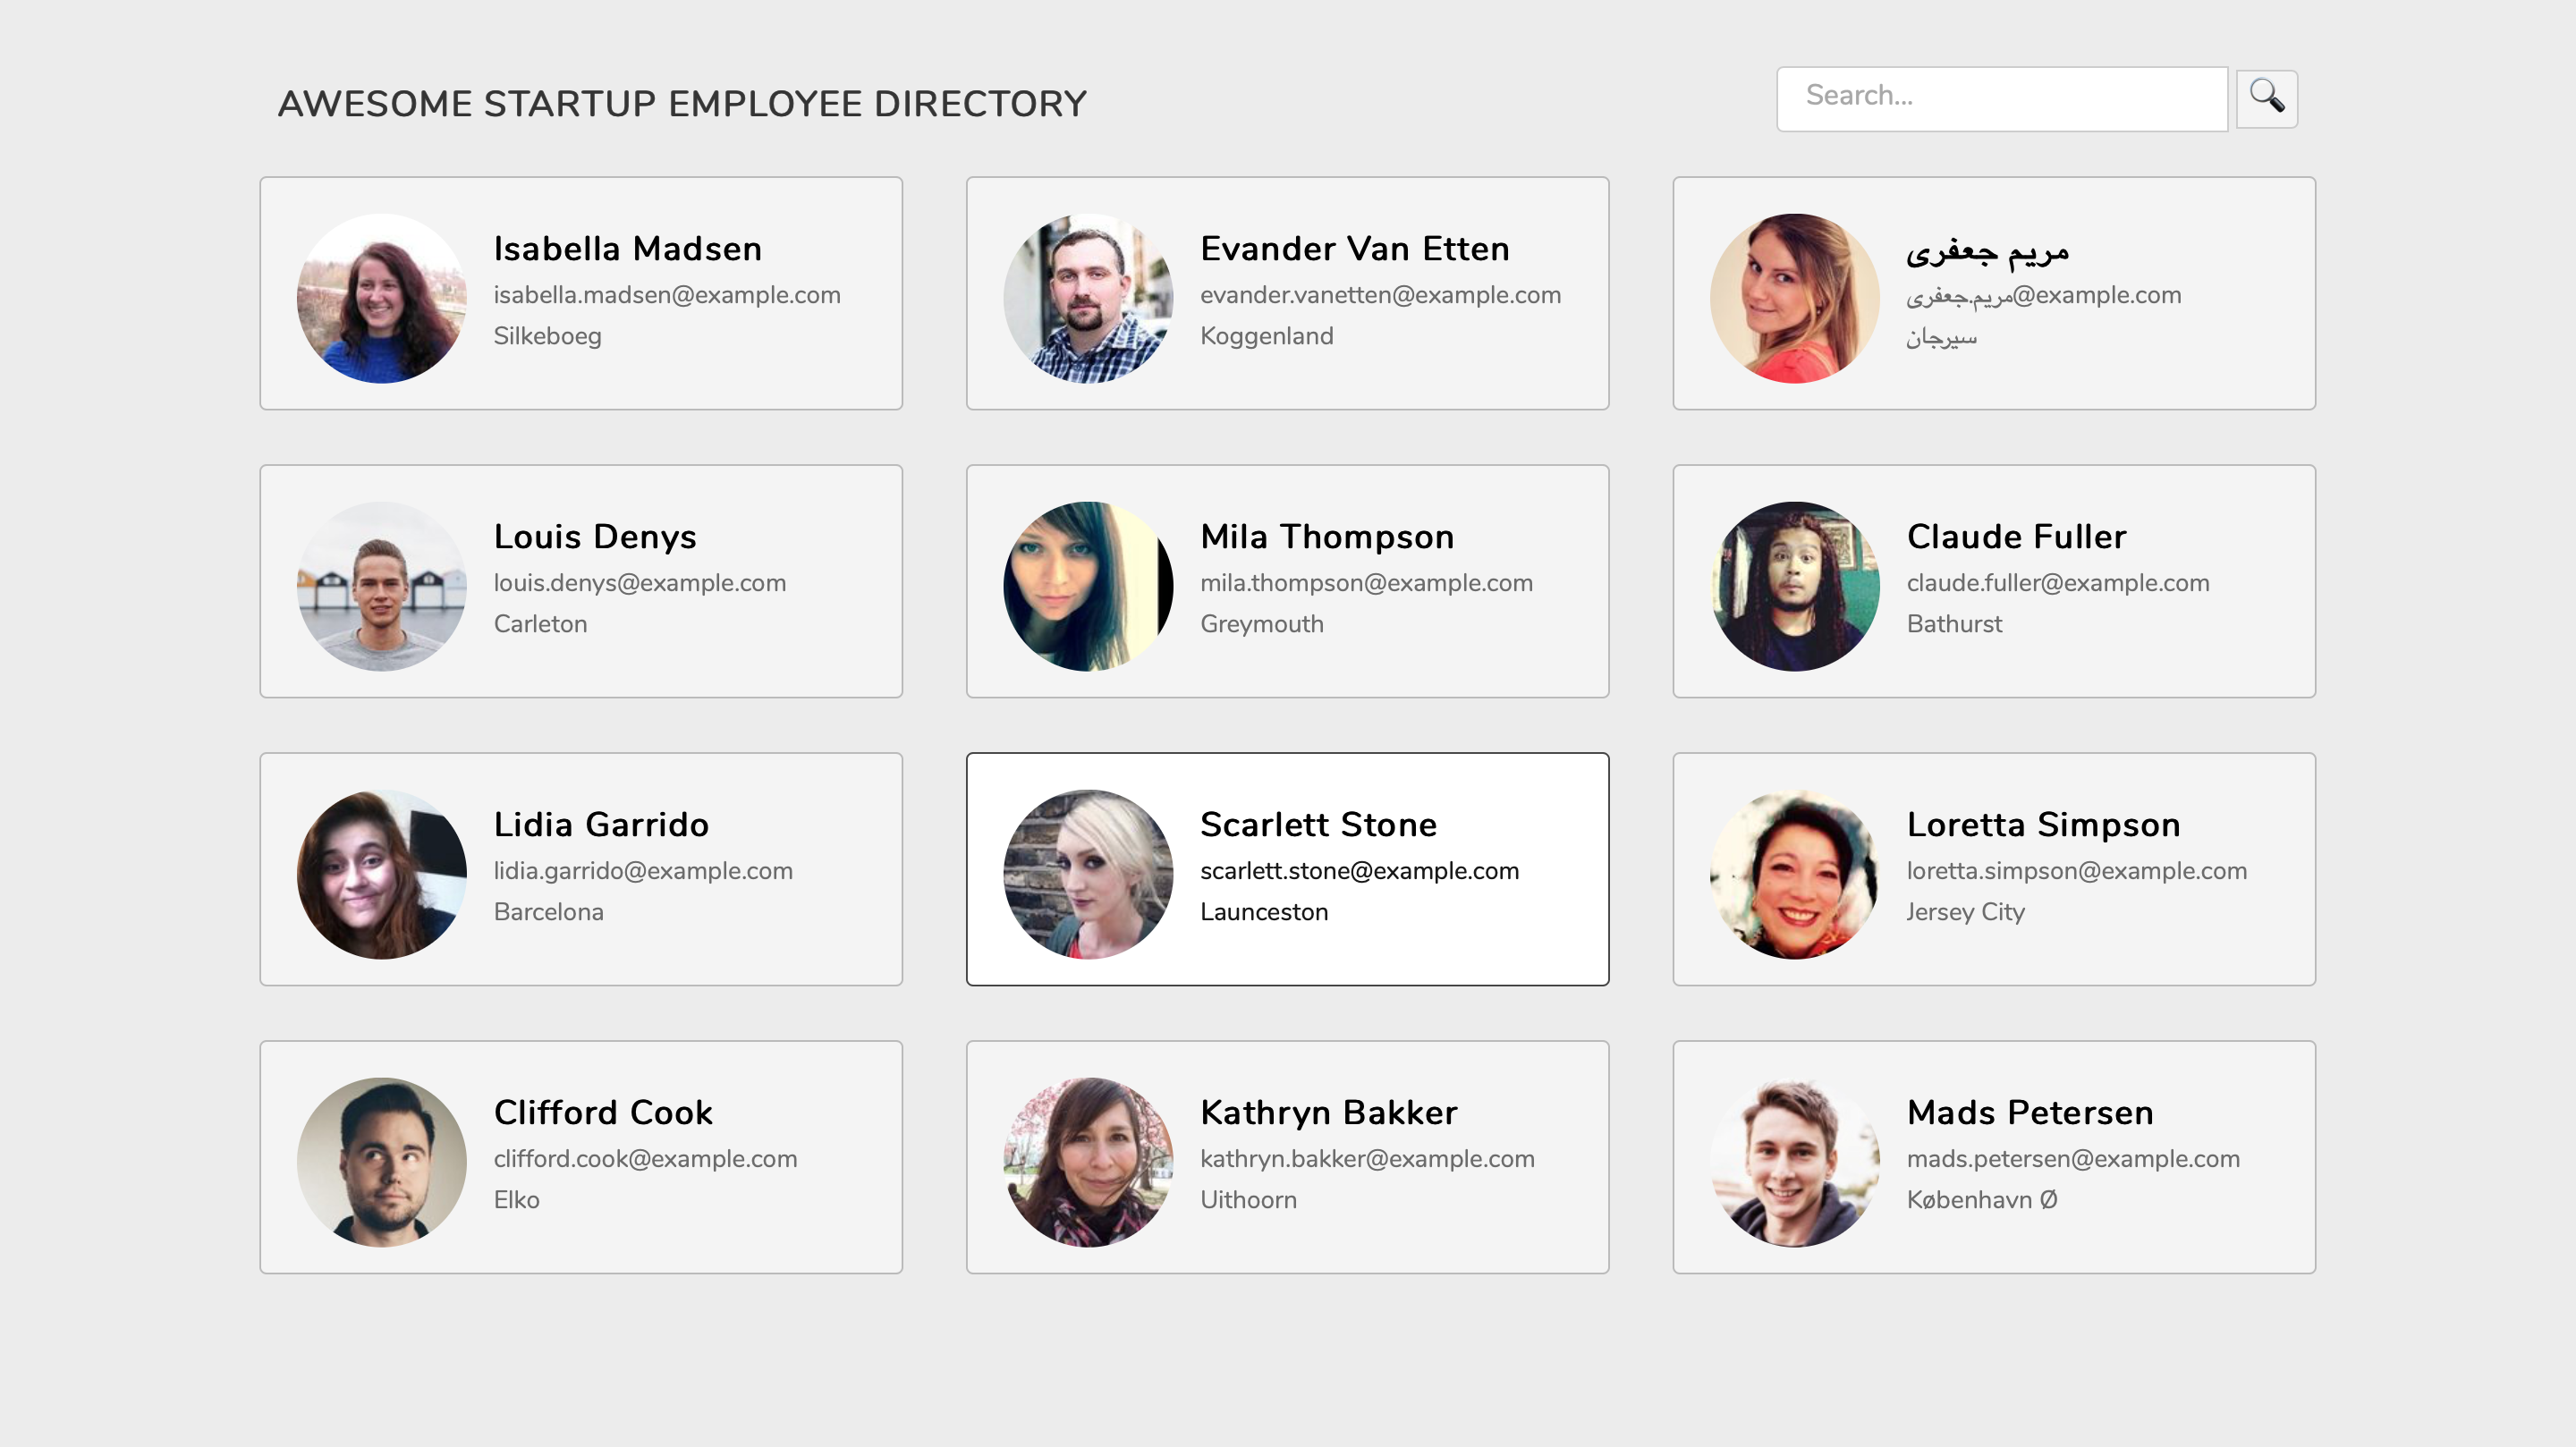 AWESOME STARTUP EMPLOYEE DIRECTORY
Search...
Isabella Madsen
isabella.madsen@example.com
Silkeboeg
Evander Van Etten
evander.vanetten@example.com
Koggenland
مریم جعفری
مریم.جعفری@example.com
سیرجان
Louis Denys
louis.denys@example.com
Carleton
Mila Thompson
mila.thompson@example.com
Greymouth
Claude Fuller
claude.fuller@example.com
Bathurst
Lidia Garrido
lidia.garrido@example.com
Barcelona
Scarlett Stone
scarlett.stone@example.com
Launceston
Loretta Simpson
loretta.simpson@example.com
Jersey City
Clifford Cook
clifford.cook@example.com
Elko
Kathryn Bakker
kathryn.bakker@example.com
Uithoorn
Mads Petersen
mads.petersen@example.com
København Ø